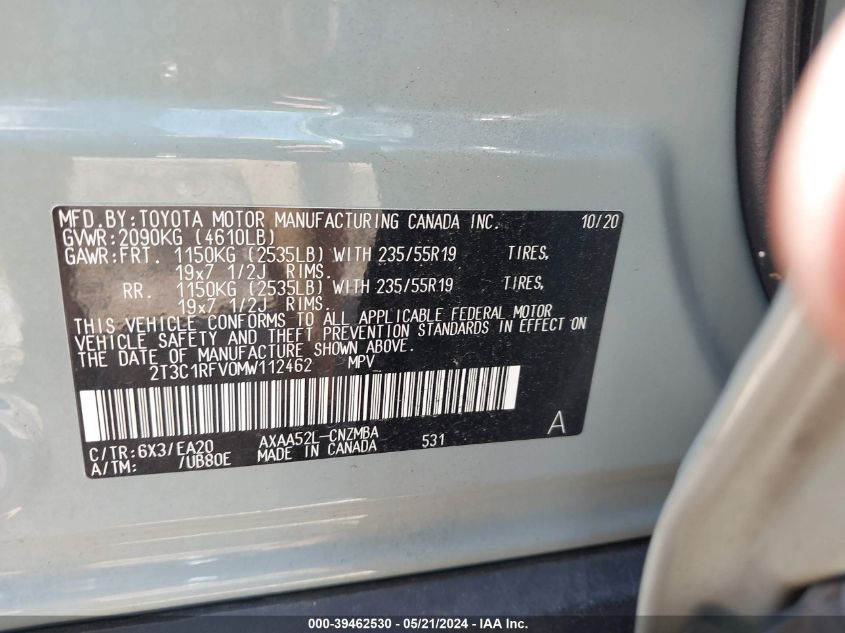 MFD.BY:TOYOTA MOTOR MANUFACTURING CANADA INC. 10/20
GVWR:2090KG (4610LB)
GAWR:FRT. 1150KG (2535LB) WITH 235/55R19 TIRES,
19x7 1/2J RIMS.
RR. 1150KG (2535LB) WITH 235/55R19 TIRES,
19x7 1/2J RIMS.
THIS VEHICLE CONFORMS TO ALL APPLICABLE FEDERAL MOTOR
VEHICLE SAFETY AND THEFT PREVENTION STANDARDS IN EFFECT ON
THE DATE OF MANUFACTURE SHOWN ABOVE.
2T3C1RFV0MW112462 MPV
A
C/TR:6X3/EA20 AXAA52L-CNZMBA 531
A/TM: /UB80E MADE IN CANADA
000-39462530 - 05/21/2024 - IAA Inc.